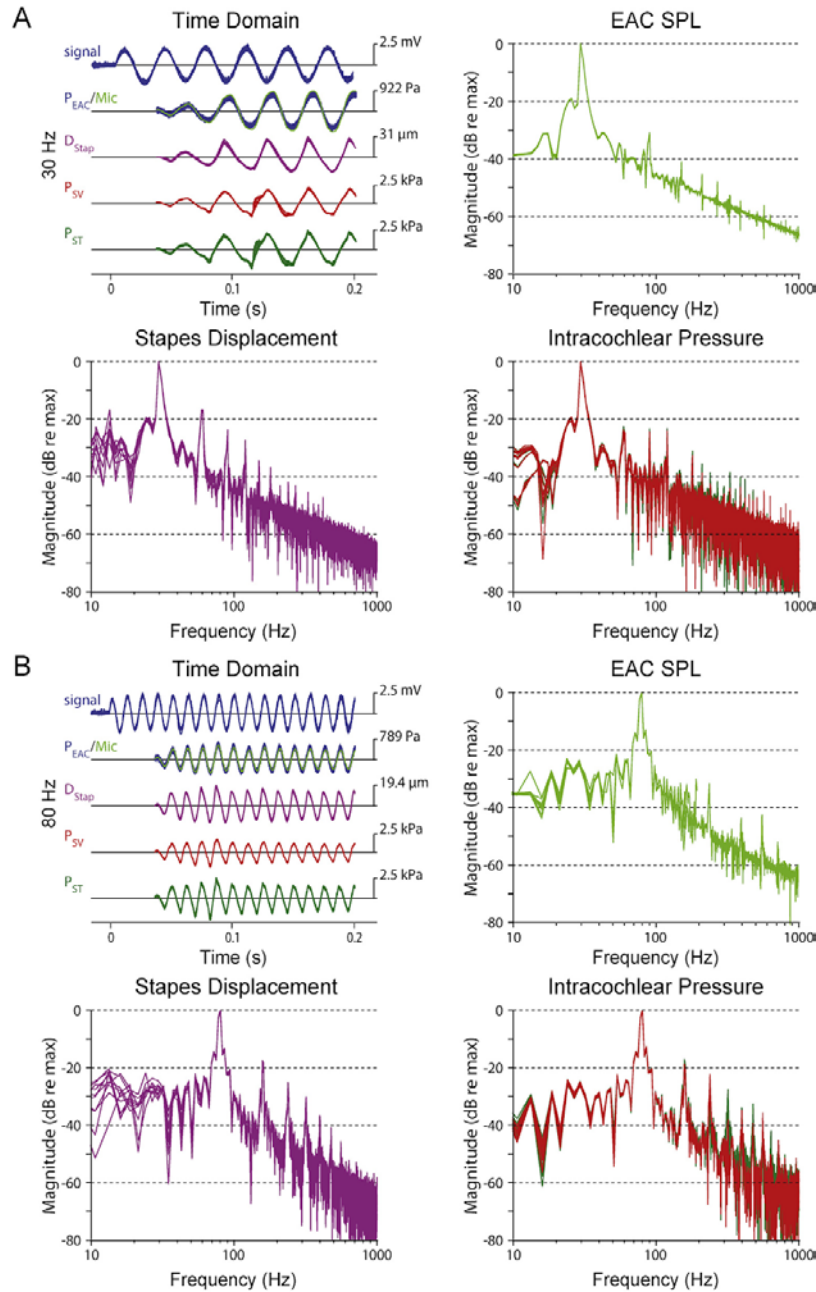 A
Time Domain
signal
2.5 mV
P_EAC/Mic
922 Pa
D_Stap
31 μm
P_SV
2.5 kPa
P_ST
2.5 kPa
30 Hz
0 0.1 0.2
Time (s)
EAC SPL
Magnitude (dB re max)
0
-20
-40
-60
-80
10 100 1000
Frequency (Hz)
Stapes Displacement
Magnitude (dB re max)
0
-20
-40
-60
-80
10 100 1000
Frequency (Hz)
Intracochlear Pressure
Magnitude (dB re max)
0
-20
-40
-60
-80
10 100 1000
Frequency (Hz)
B
Time Domain
signal
2.5 mV
P_EAC/Mic
789 Pa
D_Stap
19.4 μm
P_SV
2.5 kPa
P_ST
2.5 kPa
80 Hz
0 0.1 0.2
Time (s)
EAC SPL
Magnitude (dB re max)
0
-20
-40
-60
-80
10 100 1000
Frequency (Hz)
Stapes Displacement
Magnitude (dB re max)
0
-20
-40
-60
-80
10 100 1000
Frequency (Hz)
Intracochlear Pressure
Magnitude (dB re max)
0
-20
-40
-60
-80
10 100 1000
Frequency (Hz)